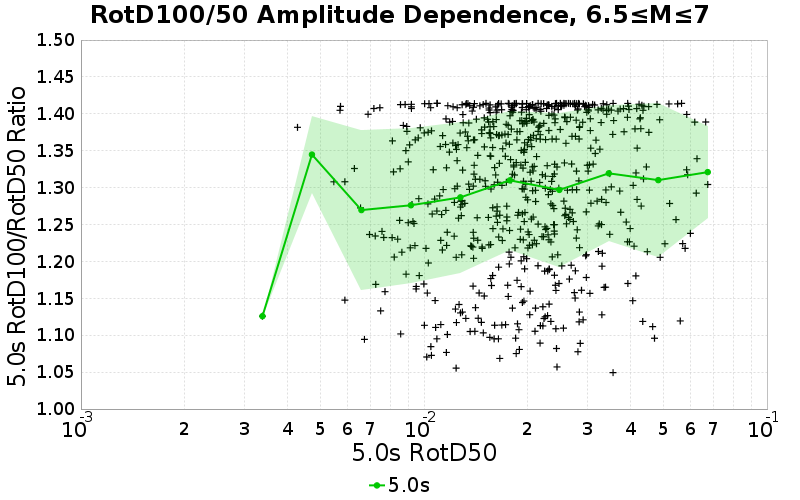 RotD100/50 Amplitude Dependence, 6.5≤M≤7
5.0s RotD100/RotD50 Ratio
1.50
1.45
1.40
1.35
1.30
1.25
1.20
1.15
1.10
1.05
1.00
10-3 2 3 4 5 6 7 10-2 2 3 4 5 6 7 10-1
5.0s RotD50
5.0s